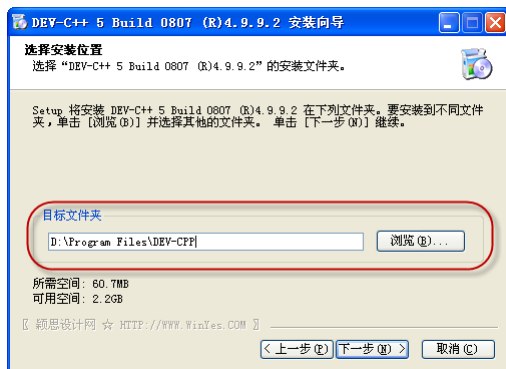 DEV-C++ 5 Build 0807 (R)4.9.9.2 安装向导
选择安装位置
选择“DEV-C++ 5 Build 0807 (R)4.9.9.2”的安装文件夹。
Setup 将安装 DEV-C++ 5 Build 0807 (R)4.9.9.2 在下列文件夹。要安装到不同文件
夹，单击 [浏览(B)] 并选择其他的文件夹。 单击 [下一步(N)] 继续。
目标文件夹
D:\Program Files\DEV-CPP
浏览(B)...
所需空间: 60.7MB
可用空间: 2.2GB
〖 颖思设计网 ☆ HTTP://WWW.WinYes.COM 〗
< 上一步(P) 下一步(N) > 取消(C)